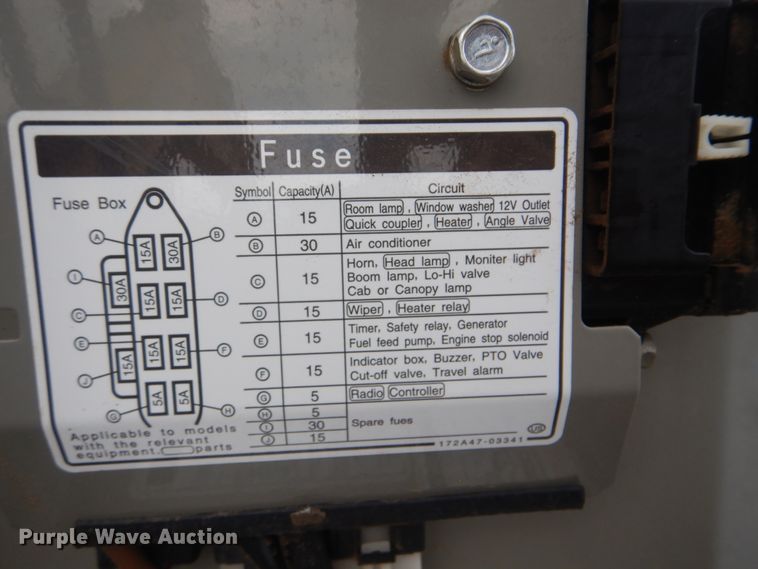 Fuse
Fuse Box
A
B
15A
30A
I
30A
C
15A
15A
D
E
15A
15A
F
J
15A
G
5A
5A
H
Applicable to models
with the relevant
equipment. parts
Symbol Capacity(A) Circuit
A 15 Room lamp, Window washer 12V Outlet
Quick coupler, Heater, Angle Valve
B 30 Air conditioner
C 15 Horn, Head lamp, Moniter light
Boom lamp, Lo-Hi valve
Cab or Canopy lamp
D 15 Wiper, Heater relay
E 15 Timer, Safety relay, Generator
Fuel feed pump, Engine stop solenoid
F 15 Indicator box, Buzzer, PTO Valve
Cut-off valve, Travel alarm
G 5 Radio Controller
H 5
I 30 Spare fues
J 15
US
172A47-03341
Purple Wave Auction